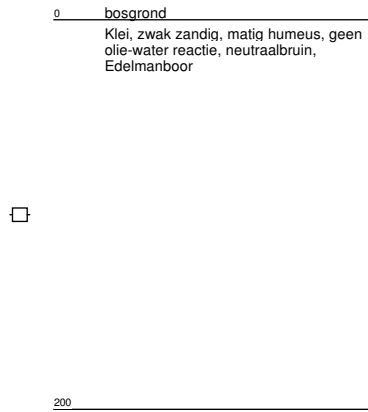 0 bosgrond
Klei, zwak zandig, matig humeus, geen
olie-water reactie, neutraalbruin,
Edelmanboor
200